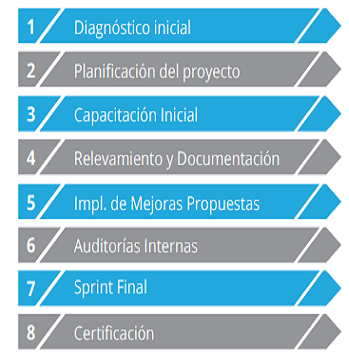 1 Diagnóstico inicial
2 Planificación del proyecto
3 Capacitación Inicial
4 Relevamiento y Documentación
5 Impl. de Mejoras Propuestas
6 Auditorías Internas
7 Sprint Final
8 Certificación